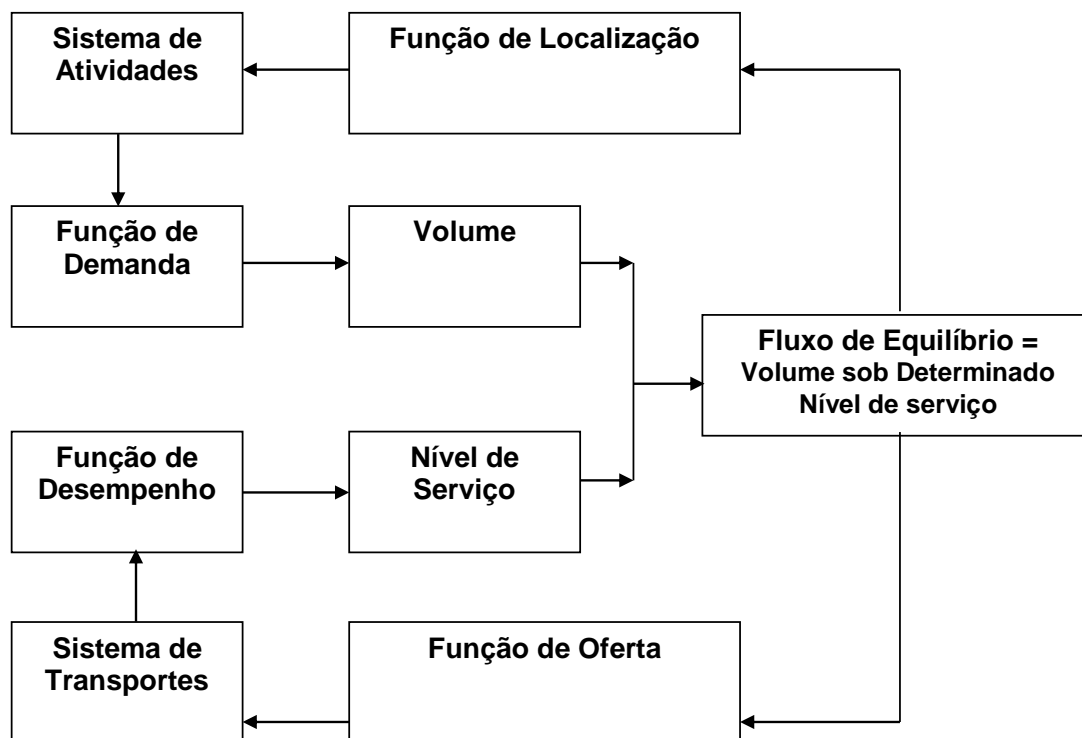 Sistema de
Atividades
Função de Localização
Função de
Demanda
Volume
Fluxo de Equilíbrio =
Volume sob Determinado
Nível de serviço
Função de
Desempenho
Nível de
Serviço
Sistema de
Transportes
Função de Oferta